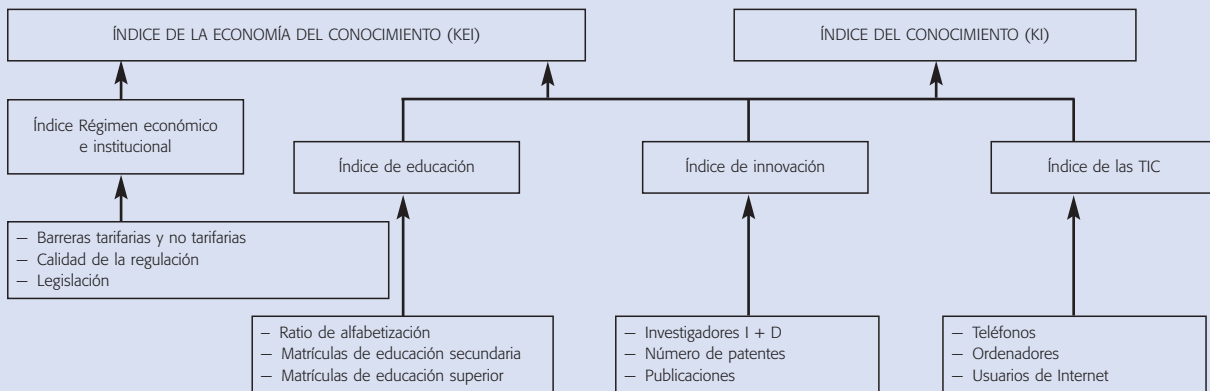 ÍNDICE DE LA ECONOMÍA DEL CONOCIMIENTO (KEI)
ÍNDICE DEL CONOCIMIENTO (KI)
Índice Régimen económico
e institucional
Índice de educación
Índice de innovación
Índice de las TIC
– Barreras tarifarias y no tarifarias
– Calidad de la regulación
– Legislación
– Ratio de alfabetización
– Matrículas de educación secundaria
– Matrículas de educación superior
– Investigadores I + D
– Número de patentes
– Publicaciones
– Teléfonos
– Ordenadores
– Usuarios de Internet